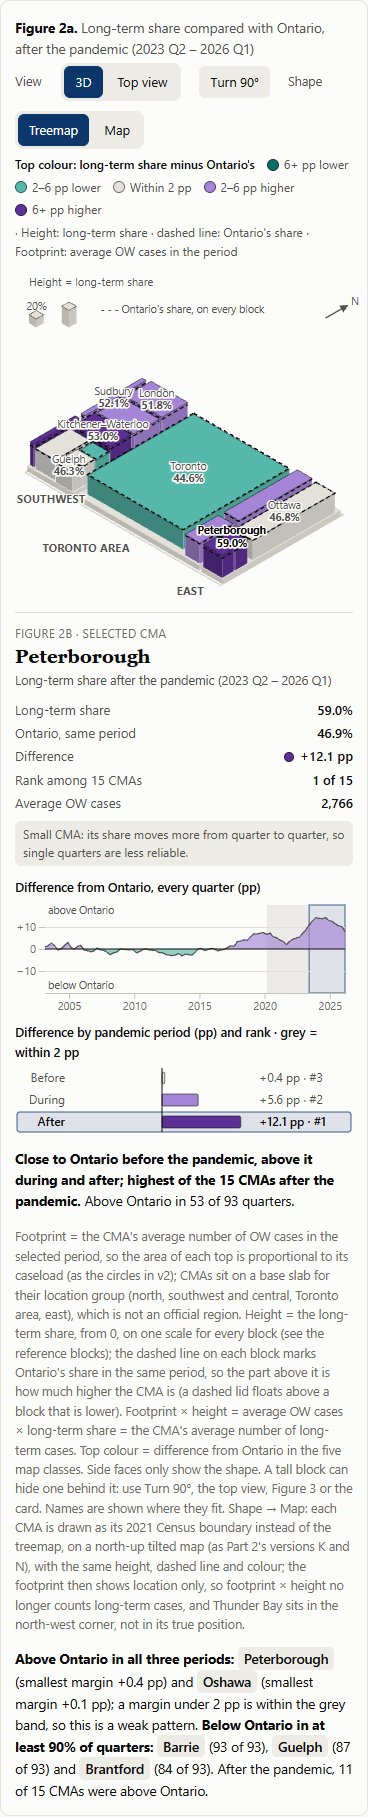 Figure 2a. Long-term share compared with Ontario,
after the pandemic (2023 Q2 – 2026 Q1)
View 3D Top view Turn 90° Shape
Treemap Map
Top colour: long-term share minus Ontario's 6+ pp lower
2–6 pp lower Within 2 pp 2–6 pp higher
6+ pp higher
· Height: long-term share · dashed line: Ontario's share ·
Footprint: average OW cases in the period
Height = long-term share
20%
- - - Ontario's share, on every block
N
Sudbury London
52.1% 51.8%
Kitchener-Waterloo
53.0%
Guelph
46.3%
Toronto
44.6%
SOUTHWEST
Ottawa
46.8%
Peterborough
59.0%
TORONTO AREA
EAST
FIGURE 2B · SELECTED CMA
Peterborough
Long-term share after the pandemic (2023 Q2 – 2026 Q1)
Long-term share 59.0%
Ontario, same period 46.9%
Difference +12.1 pp
Rank among 15 CMAs 1 of 15
Average OW cases 2,766
Small CMA: its share moves more from quarter to quarter, so
single quarters are less reliable.
Difference from Ontario, every quarter (pp)
above Ontario
+10
0
−10
below Ontario
2005 2010 2015 2020 2025
Difference by pandemic period (pp) and rank · grey =
within 2 pp
Before +0.4 pp · #3
During +5.6 pp · #2
After +12.1 pp · #1
Close to Ontario before the pandemic, above it
during and after; highest of the 15 CMAs after the
pandemic. Above Ontario in 53 of 93 quarters.
Footprint = the CMA's average number of OW cases in the
selected period, so the area of each top is proportional to its
caseload (as the circles in v2); CMAs sit on a base slab for
their location group (north, southwest and central, Toronto
area, east), which is not an official region. Height = the long-
term share, from 0, on one scale for every block (see the
reference blocks); the dashed line on each block marks
Ontario's share in the same period, so the part above it is
how much higher the CMA is (a dashed lid floats above a
block that is lower). Footprint × height = average OW cases
× long-term share = the CMA's average number of long-
term cases. Top colour = difference from Ontario in the five
map classes. Side faces only show the shape. A tall block can
hide one behind it: use Turn 90°, the top view, Figure 3 or the
card. Names are shown where they fit. Shape → Map: each
CMA is drawn as its 2021 Census boundary instead of the
treemap, on a north-up tilted map (as Part 2's versions K and
N), with the same height, dashed line and colour; the
footprint then shows location only, so footprint × height no
longer counts long-term cases, and Thunder Bay sits in the
north-west corner, not in its true position.
Above Ontario in all three periods: Peterborough
(smallest margin +0.4 pp) and Oshawa (smallest
margin +0.1 pp); a margin under 2 pp is within the grey
band, so this is a weak pattern. Below Ontario in at
least 90% of quarters: Barrie (93 of 93), Guelph (87
of 93) and Brantford (84 of 93). After the pandemic, 11
of 15 CMAs were above Ontario.